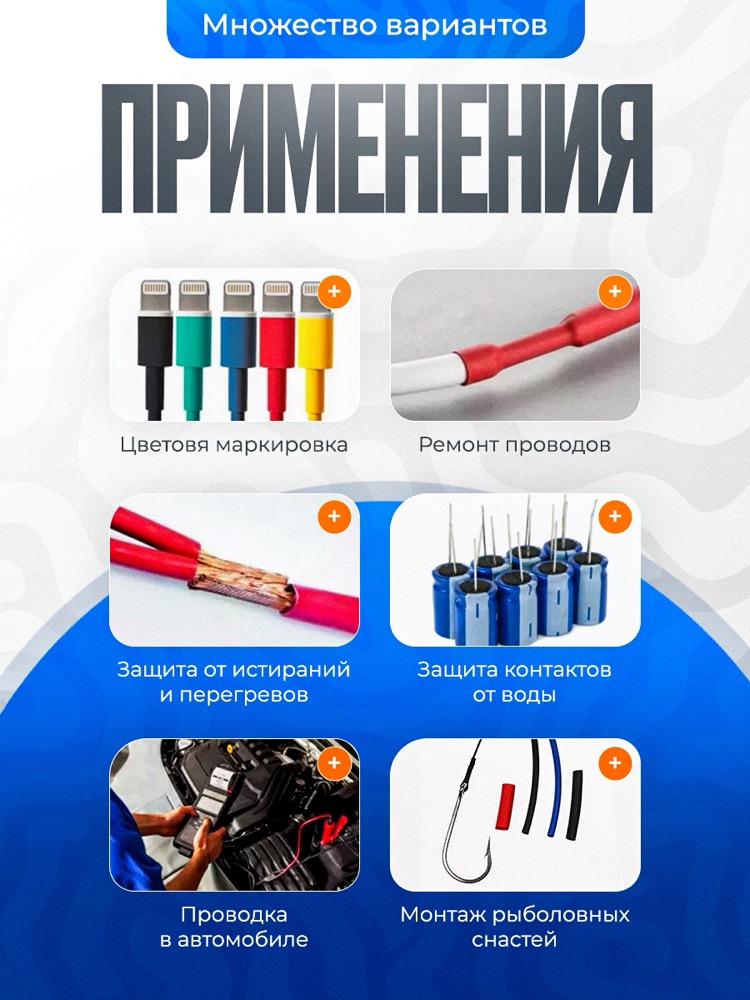 Множество вариантов
ПРИМЕНЕНИЯ
Цветовя маркировка
Ремонт проводов
Защита от истираний
и перегревов
Защита контактов
от воды
Проводка
в автомобиле
Монтаж рыболовных
снастей